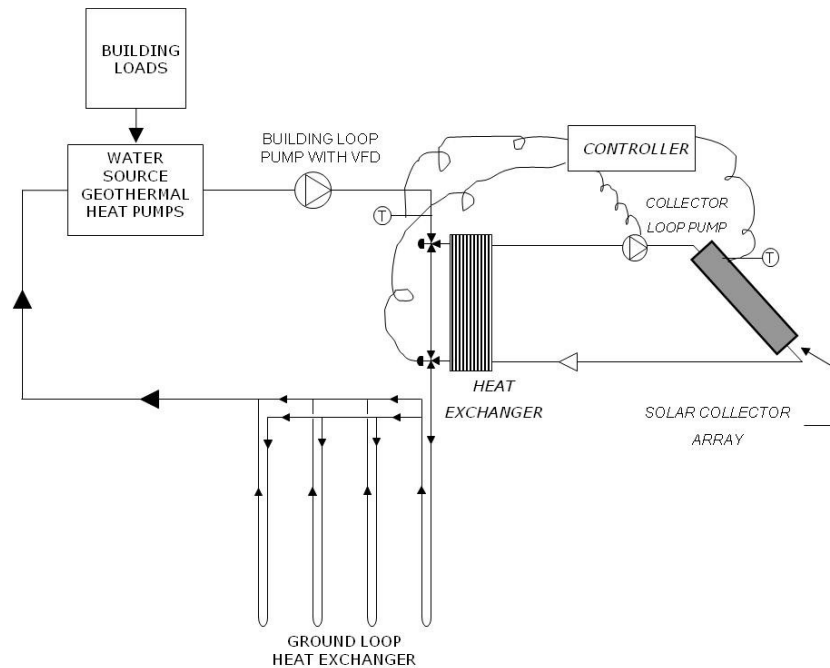 BUILDING
LOADS
WATER
SOURCE
GEOTHERMAL
HEAT PUMPS
BUILDING LOOP
PUMP WITH VFD
T
CONTROLLER
COLLECTOR
LOOP PUMP
T
HEAT
EXCHANGER
SOLAR COLLECTOR
ARRAY
GROUND LOOP
HEAT EXCHANGER